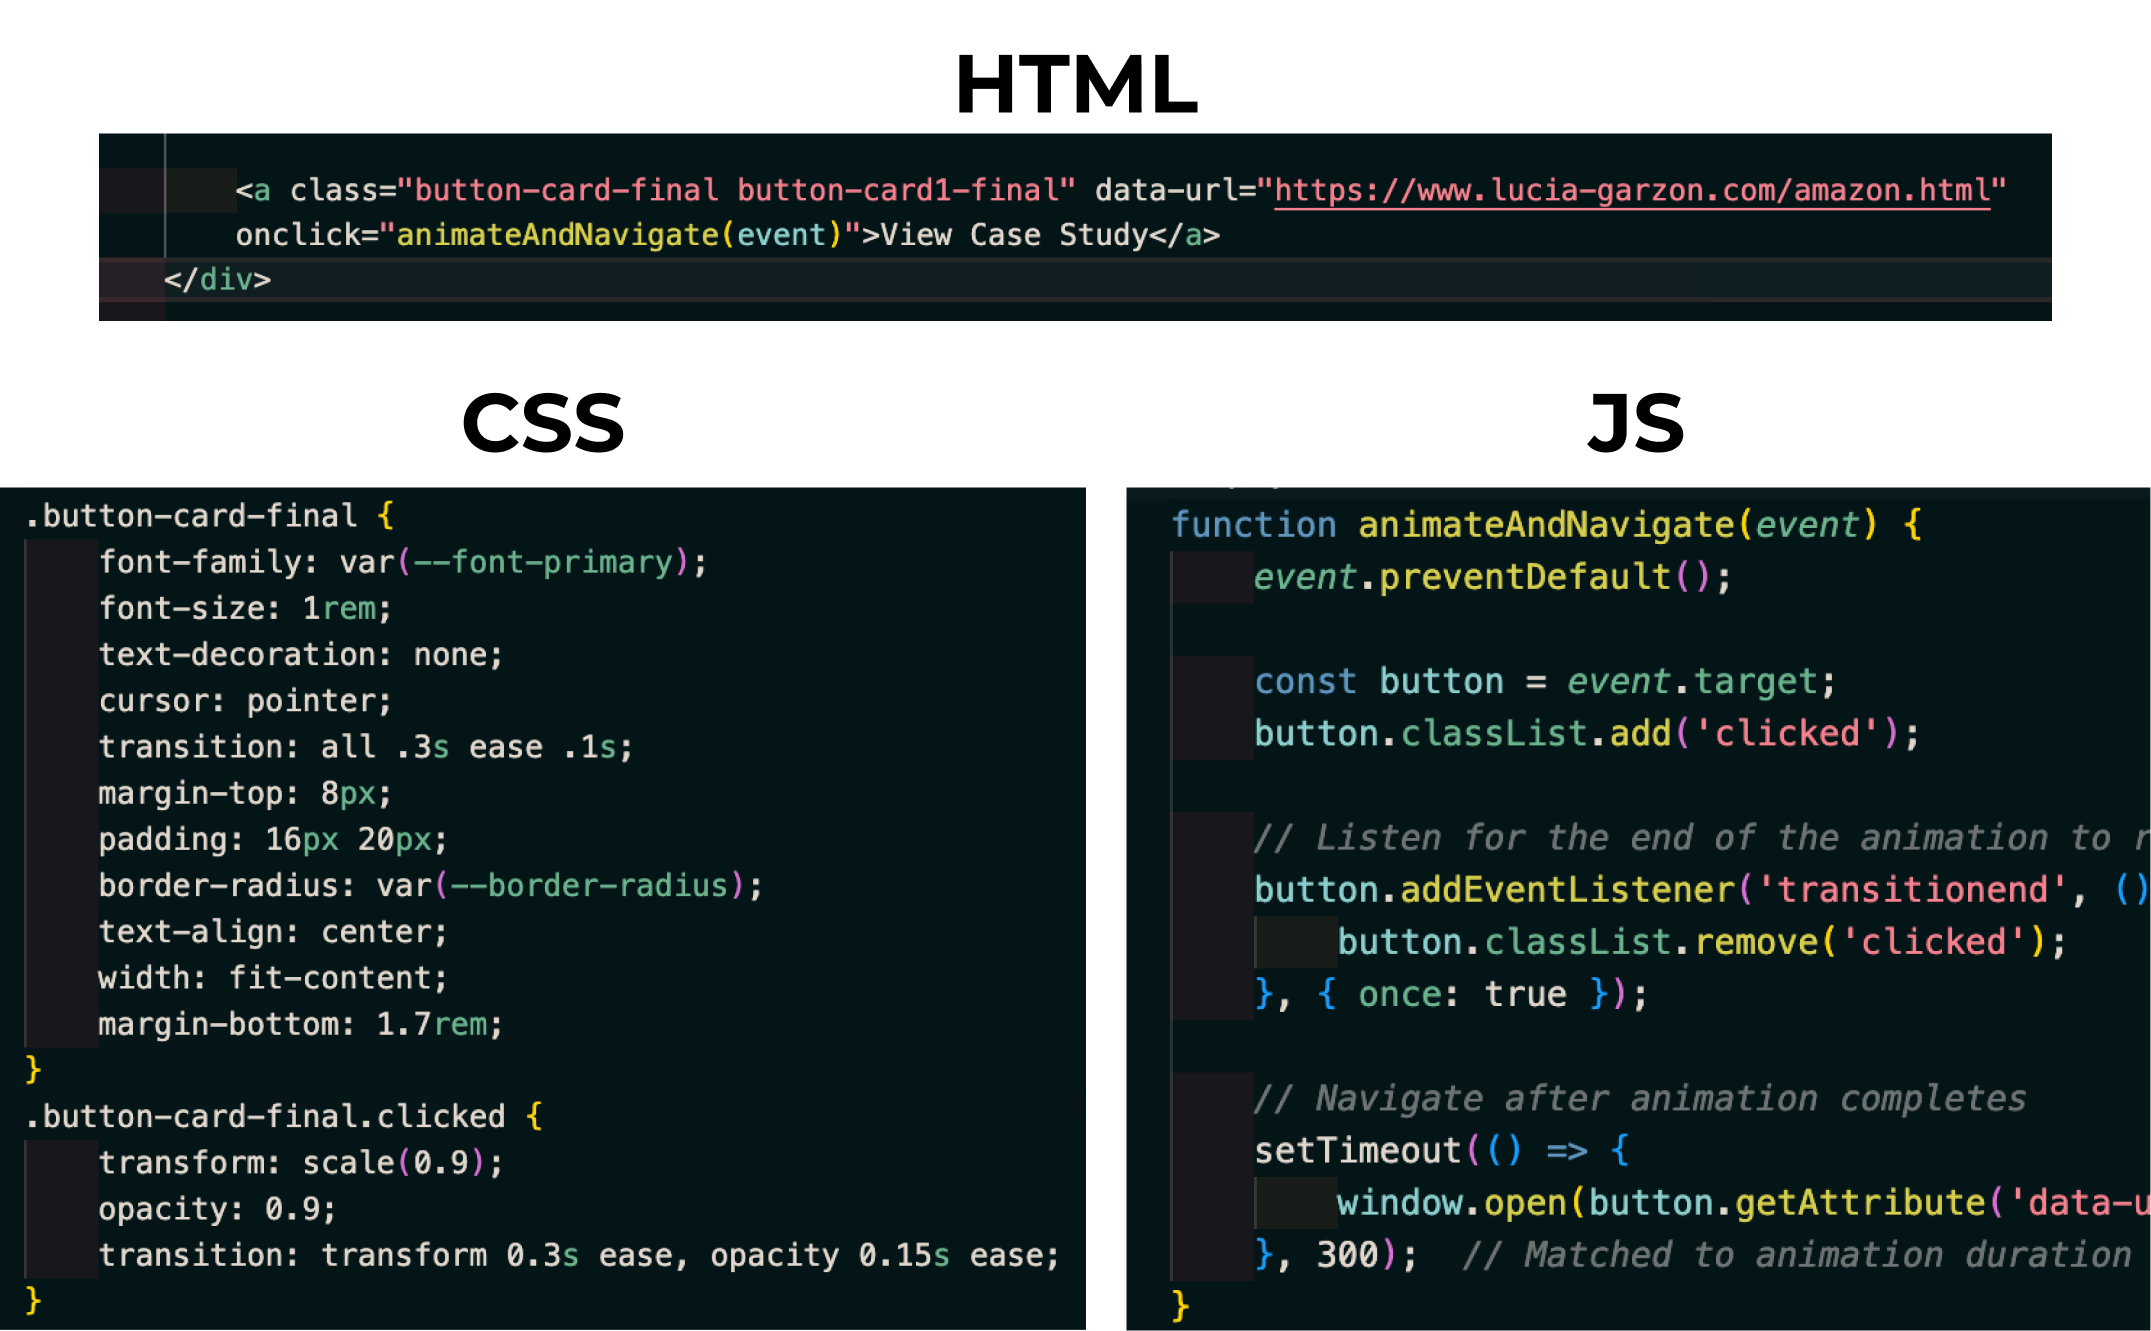 HTML
<a class="button-card-final button-card1-final" data-url="https://www.lucia-garzon.com/amazon.html"
onclick="animateAndNavigate(event)">View Case Study</a>
</div>
CSS
.button-card-final {
font-family: var(--font-primary);
font-size: 1rem;
text-decoration: none;
cursor: pointer;
transition: all .3s ease .1s;
margin-top: 8px;
padding: 16px 20px;
border-radius: var(--border-radius);
text-align: center;
width: fit-content;
margin-bottom: 1.7rem;
}
.button-card-final.clicked {
transform: scale(0.9);
opacity: 0.9;
transition: transform 0.3s ease, opacity 0.15s ease;
}
JS
function animateAndNavigate(event) {
event.preventDefault();
const button = event.target;
button.classList.add('clicked');
// Listen for the end of the animation to
button.addEventListener('transitionend', ()
button.classList.remove('clicked');
}, { once: true });
// Navigate after animation completes
setTimeout(() => {
window.open(button.getAttribute('data-u
}, 300); // Matched to animation duration
}